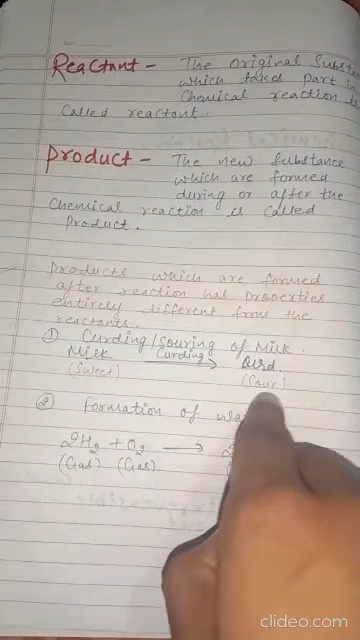 Reactant - The Original Substance
which takes part in
Chemical reaction is
Called reactant.
Product - The new Substance
which are formed
during or after the
Chemical reaction is called
Product.
Products which are formed
after reaction has properties
entirely different from the
reactants.
① Curding/Souring of Milk.
Milk Curding → Curd.
(Sweet) (Sour)
② Formation of
2H₂ + O₂ →
(Gas) (Gas)
clideo.com